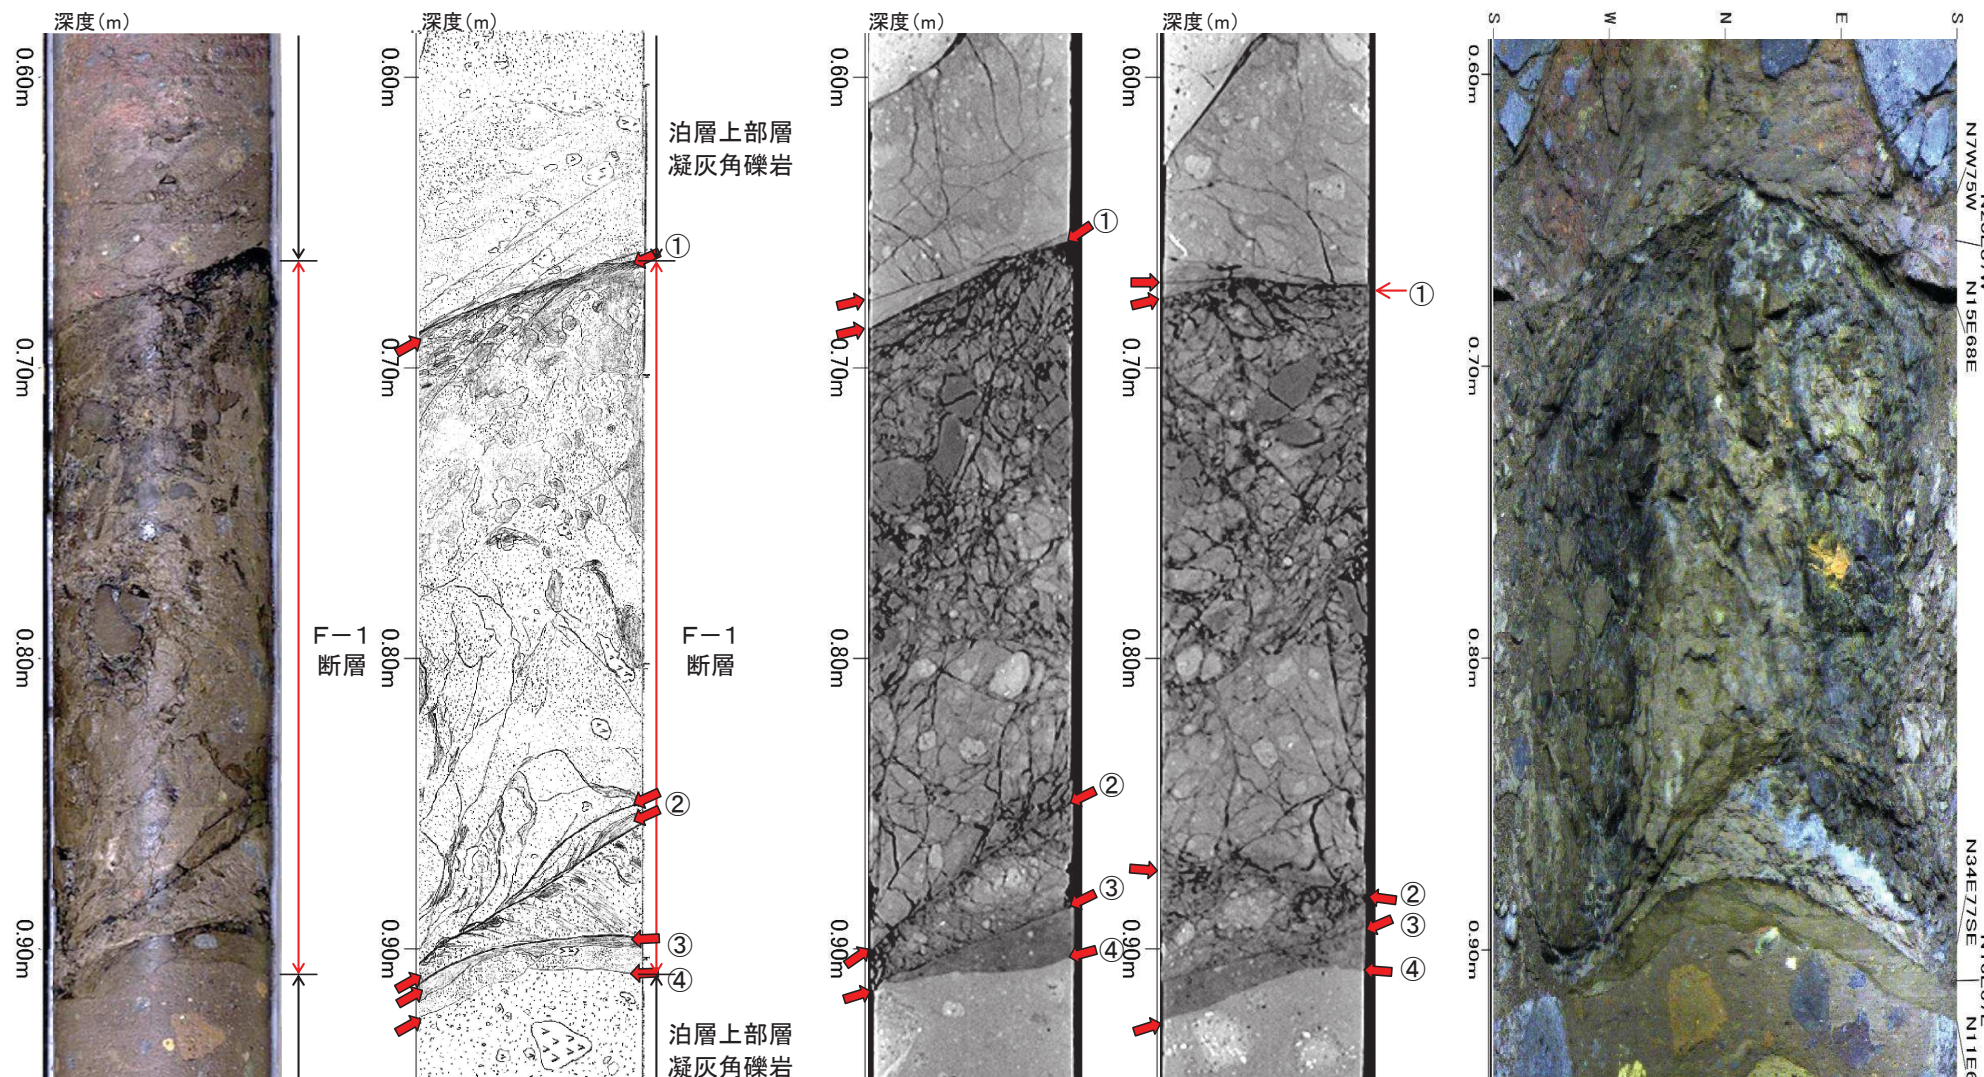 深度(m)
0.60m
0.70m
0.80m
0.90m
F－1
断層
深度(m)
0.60m
0.70m
0.80m
0.90m
泊層上部層
凝灰角礫岩
①
F－1
断層
②
③
④
泊層上部層
凝灰角礫岩
深度(m)
0.60m
0.70m
0.80m
0.90m
①
②
③
④
深度(m)
0.60m
0.70m
0.80m
0.90m
①
②
③
④
S
W
N
E
S
0.60m
0.70m
0.80m
0.90m
N7W75W
N15E68E
N34E77SE